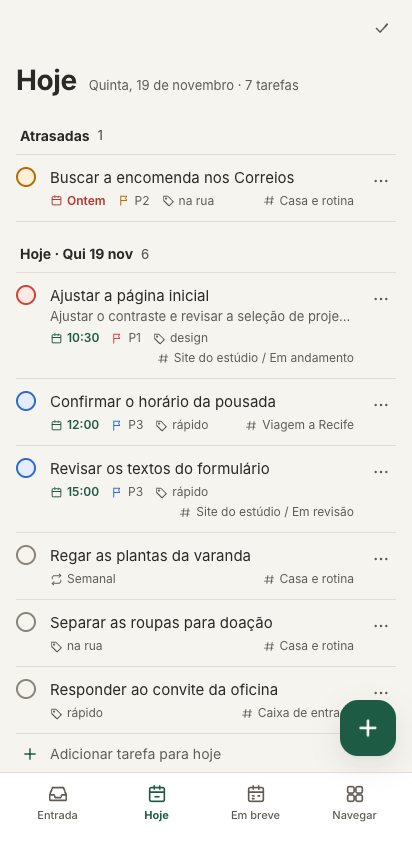 Hoje Quinta, 19 de novembro · 7 tarefas
Atrasadas 1
Buscar a encomenda nos Correios
Ontem P2 na rua # Casa e rotina
Hoje · Qui 19 nov 6
Ajustar a página inicial
Ajustar o contraste e revisar a seleção de proje...
10:30 P1 design
# Site do estúdio / Em andamento
Confirmar o horário da pousada
12:00 P3 rápido # Viagem a Recife
Revisar os textos do formulário
15:00 P3 rápido
# Site do estúdio / Em revisão
Regar as plantas da varanda
Semanal # Casa e rotina
Separar as roupas para doação
na rua # Casa e rotina
Responder ao convite da oficina
rápido # Caixa de
+ Adicionar tarefa para hoje
Entrada Hoje Em breve Navegar